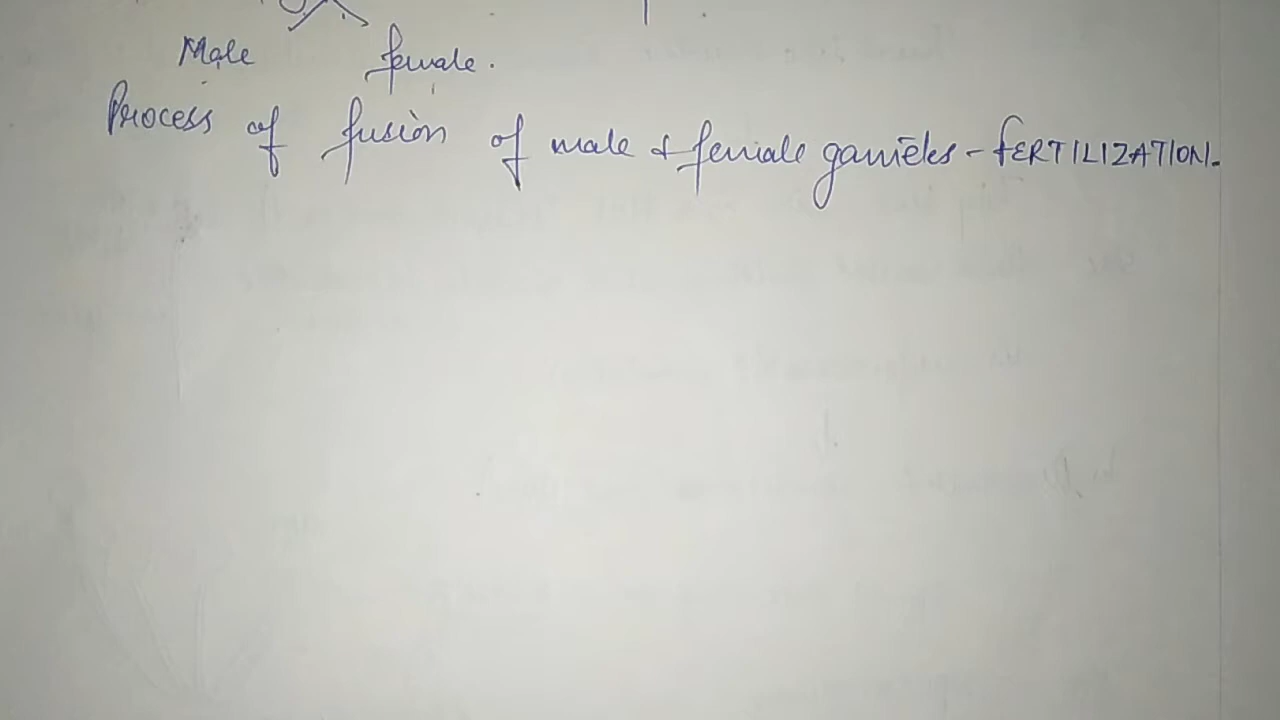 Male female.
Process of fusion of male & female gametes - FERTILIZATION.